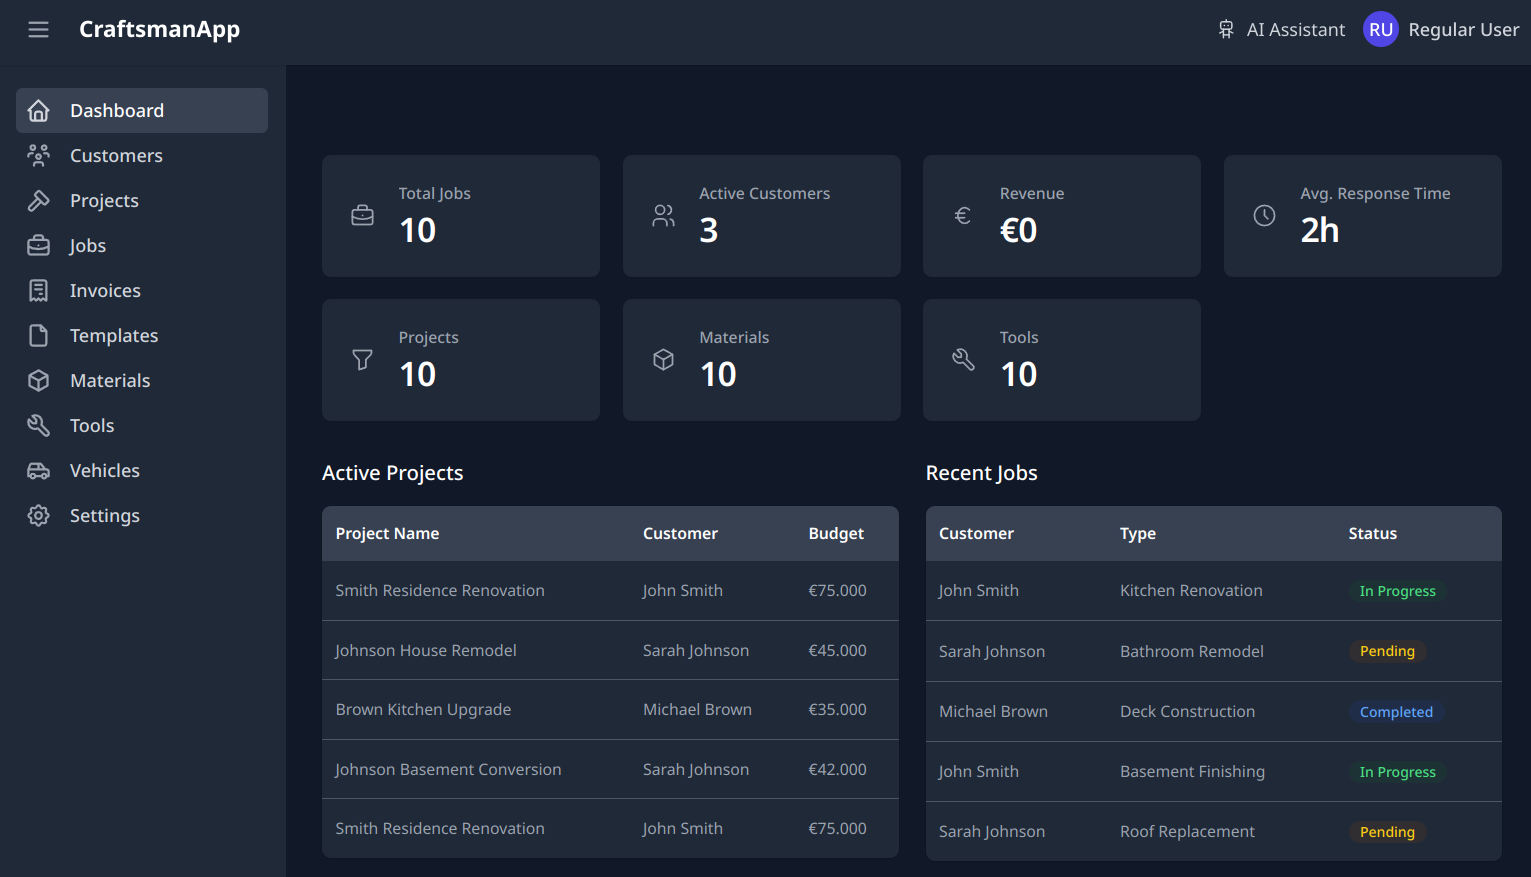 CraftsmanApp
AI Assistant
RU
Regular User
Dashboard
Customers
Projects
Jobs
Invoices
Templates
Materials
Tools
Vehicles
Settings
Total Jobs
10
Active Customers
3
Revenue
€0
Avg. Response Time
2h
Projects
10
Materials
10
Tools
10
Active Projects
Project Name Customer Budget
Smith Residence Renovation John Smith €75.000
Johnson House Remodel Sarah Johnson €45.000
Brown Kitchen Upgrade Michael Brown €35.000
Johnson Basement Conversion Sarah Johnson €42.000
Smith Residence Renovation John Smith €75.000
Recent Jobs
Customer Type Status
John Smith Kitchen Renovation In Progress
Sarah Johnson Bathroom Remodel Pending
Michael Brown Deck Construction Completed
John Smith Basement Finishing In Progress
Sarah Johnson Roof Replacement Pending